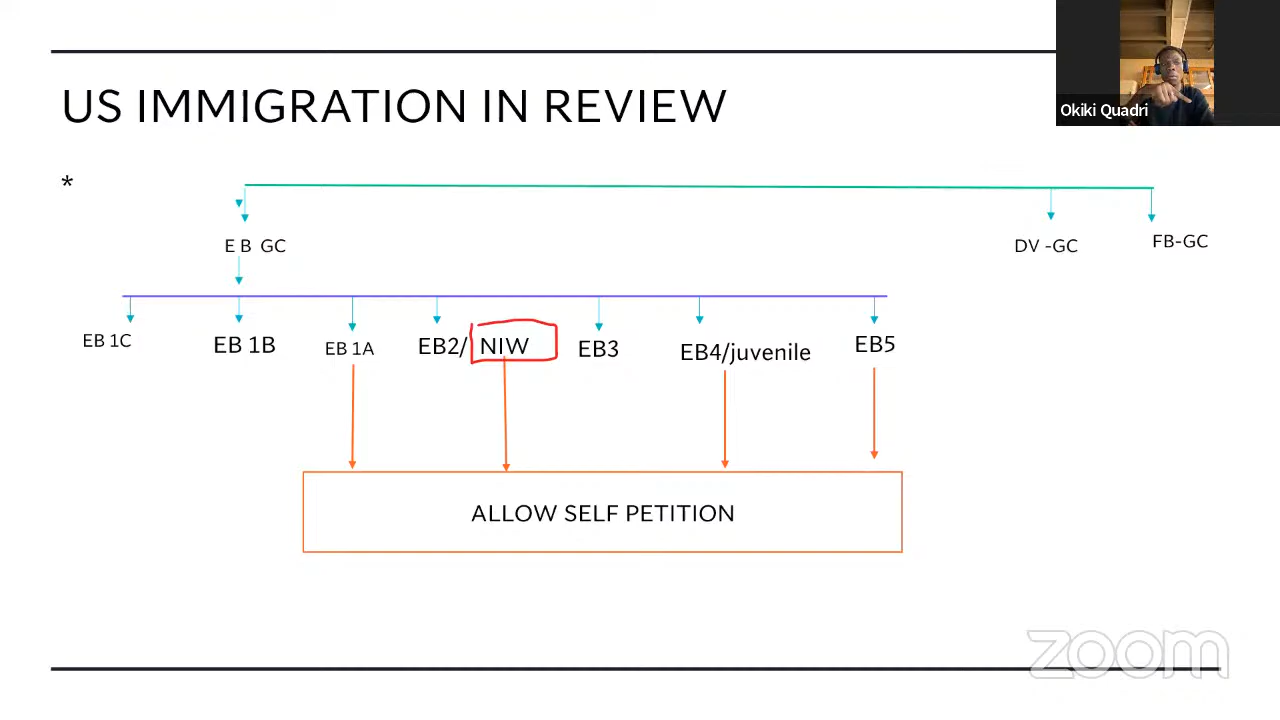 US IMMIGRATION IN REVIEW
Okiki Quadri
*
E B GC
DV -GC
FB-GC
EB 1C
EB 1B
EB 1A
EB2/ NIW
EB3
EB4/juvenile
EB5
ALLOW SELF PETITION
zoom